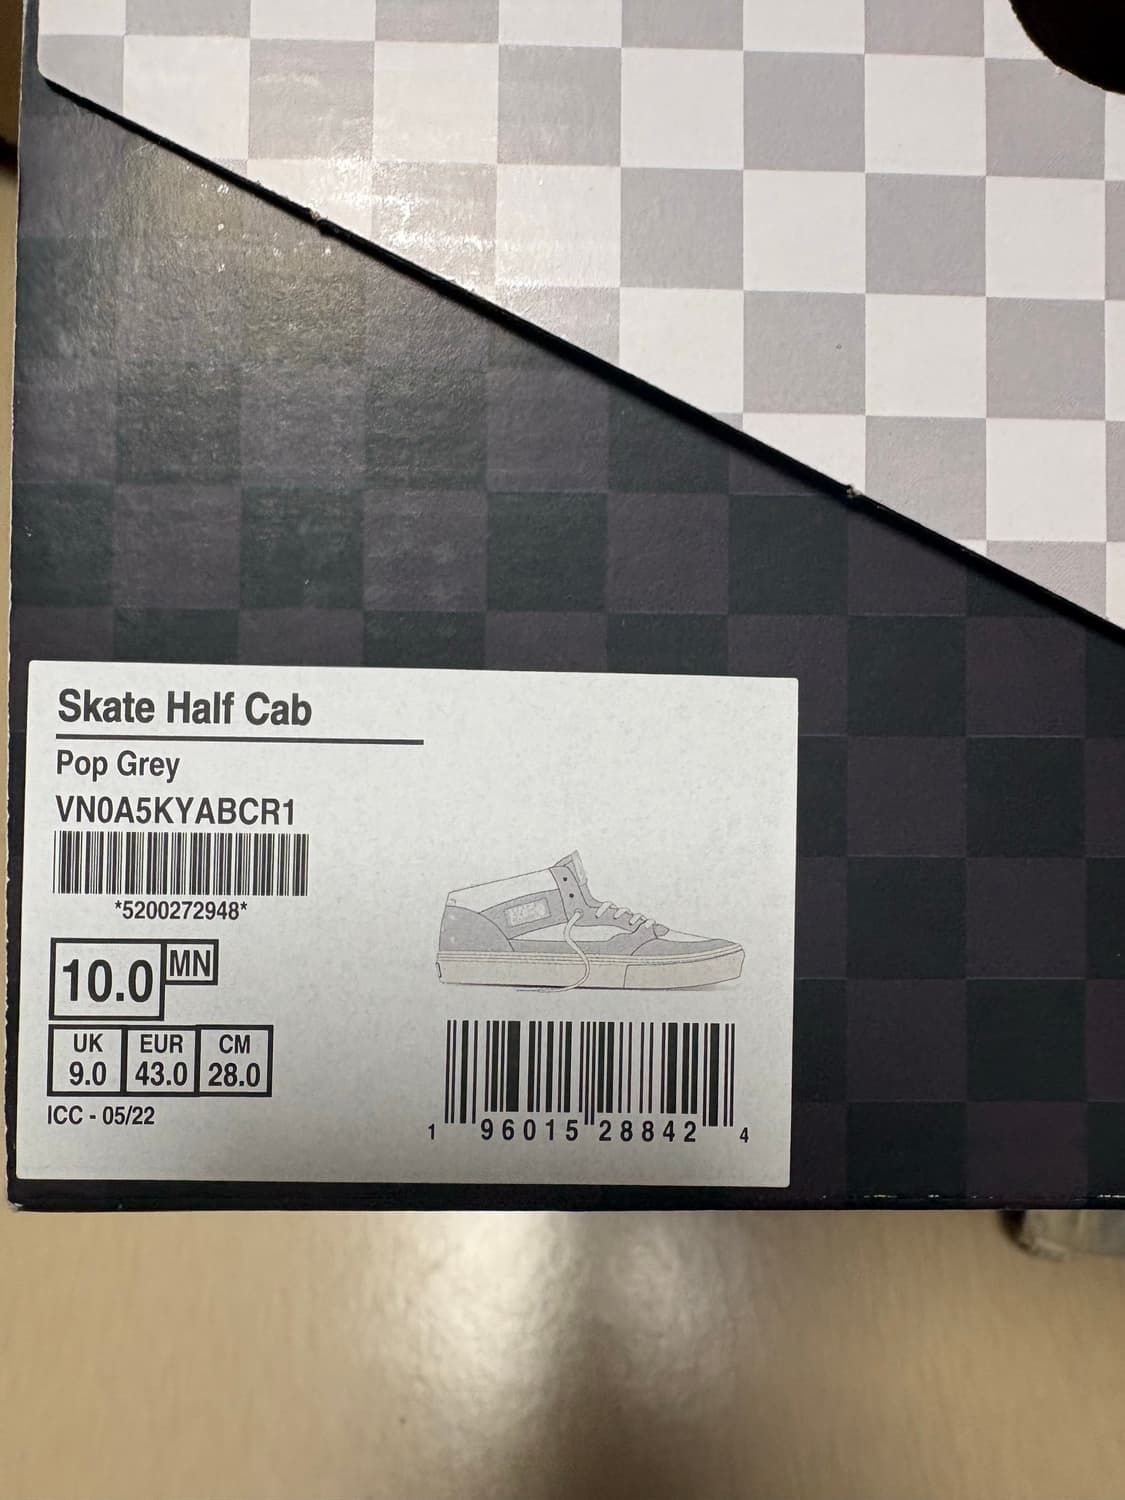 Skate Half Cab
Pop Grey
VN0A5KYABCR1
*5200272948*
10.0 MN
UK EUR CM
9.0 43.0 28.0
ICC - 05/22
1 96015 28842 4